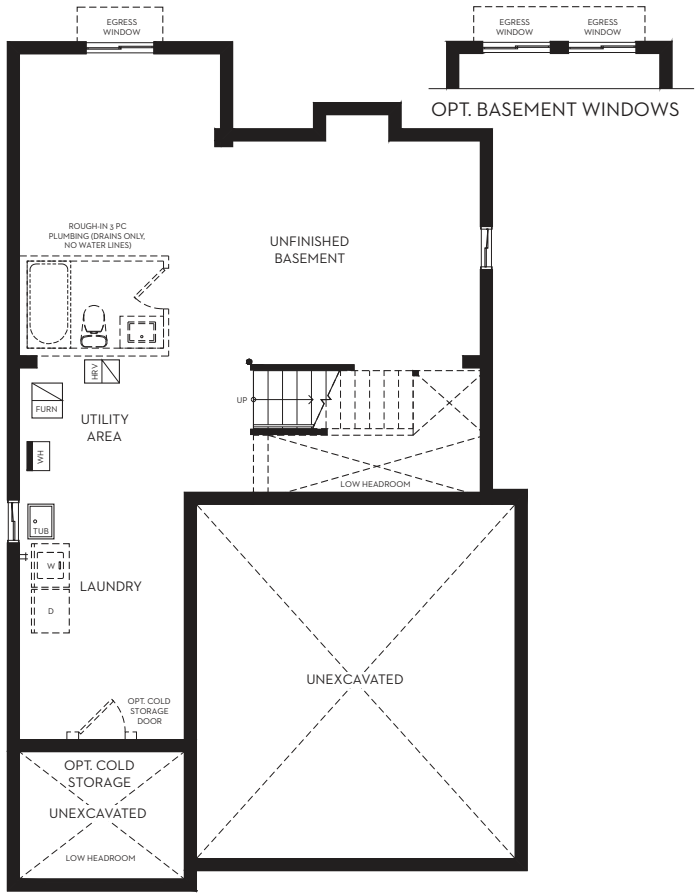 EGRESS
WINDOW
EGRESS
WINDOW
EGRESS
WINDOW
OPT. BASEMENT WINDOWS
ROUGH-IN 3 PC
PLUMBING (DRAINS ONLY,
NO WATER LINES)
UNFINISHED
BASEMENT
HRV
FURN
UP
UTILITY
AREA
WH
LOW HEADROOM
TUB
W
LAUNDRY
D
UNEXCAVATED
OPT. COLD
STORAGE
DOOR
OPT. COLD
STORAGE
UNEXCAVATED
LOW HEADROOM